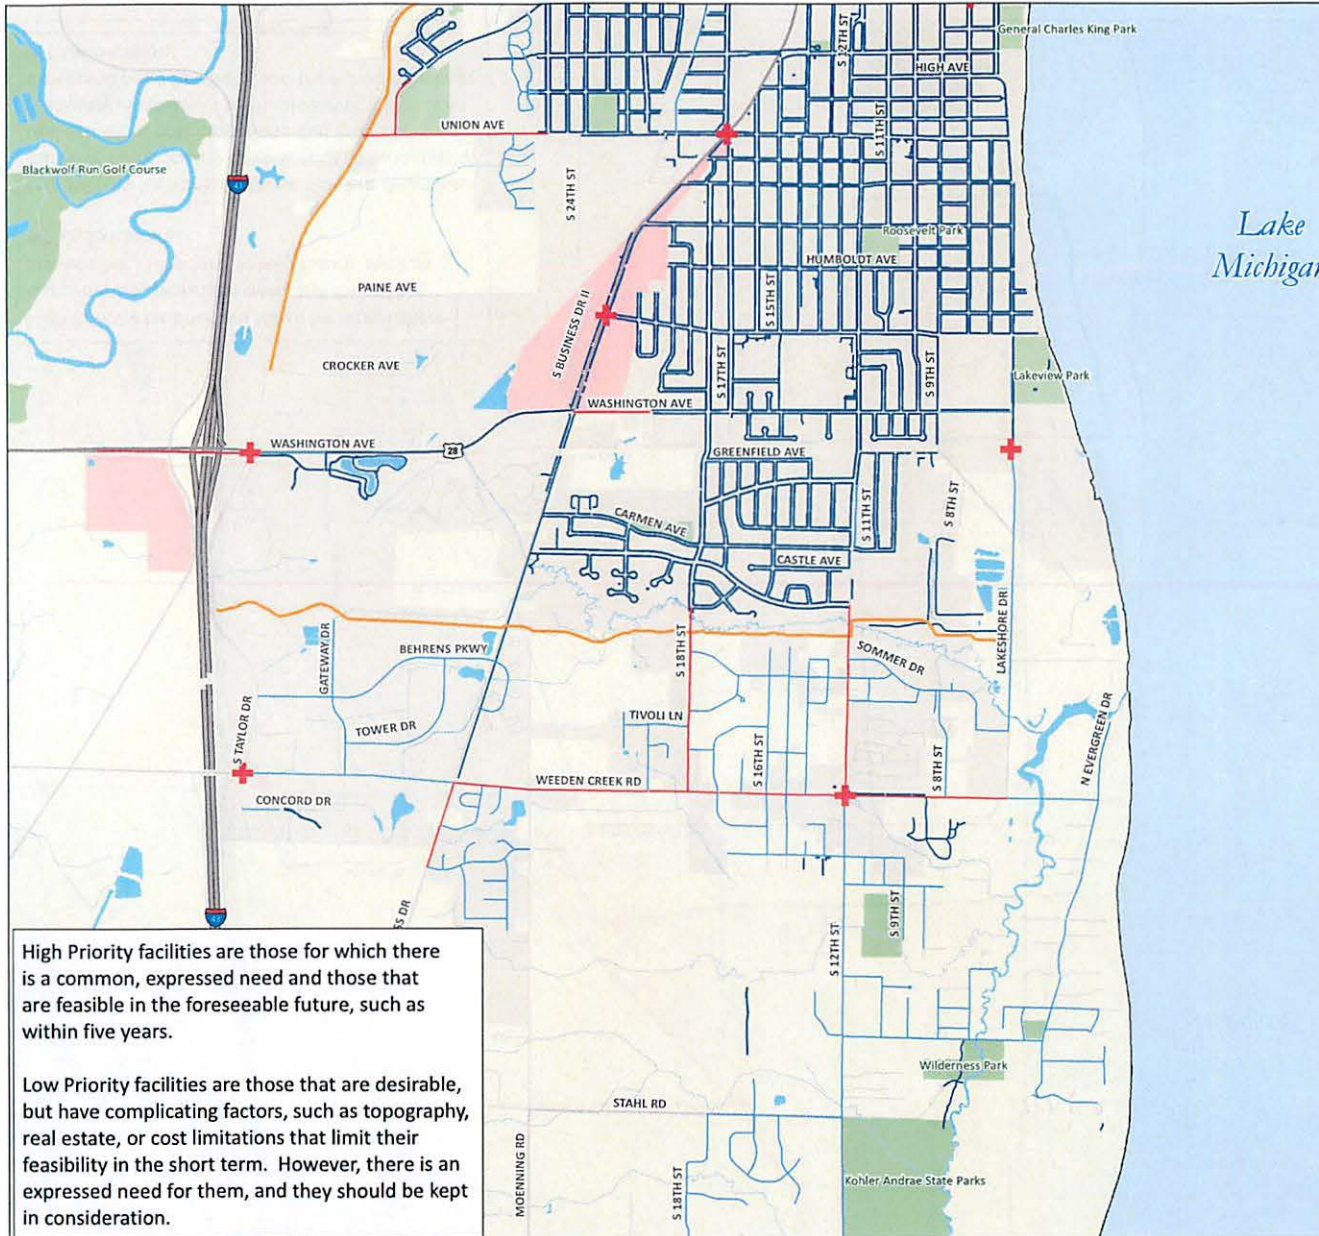 General Charles King Park
S 12TH ST
HIGH AVE
UNION AVE
S 11TH ST
Blackwolf Run Golf Course
43
S 24TH ST
Lake
Michigan
Roosevelt Park
HUMBOLDT AVE
PAINE AVE
S 15TH ST
S BUSINESS DR II
CROCKER AVE
S 17TH ST
S 9TH ST
Lakeview Park
WASHINGTON AVE
WASHINGTON AVE
28
GREENFIELD AVE
CARMEN AVE
S 11TH ST
S 8TH ST
CASTLE AVE
LAKESHORE DR
GATEWAY DR
BEHRENS PKWY
S 18TH ST
SOMMER DR
S TAYLOR DR
TOWER DR
TIVOLI LN
S 16TH ST
S 8TH ST
N EVERGREEN DR
WEEDEN CREEK RD
CONCORD DR
SS DR
S 9TH ST
S 12TH ST
43
High Priority facilities are those for which there
is a common, expressed need and those that
are feasible in the foreseeable future, such as
within five years.
Low Priority facilities are those that are desirable,
but have complicating factors, such as topography,
real estate, or cost limitations that limit their
feasibility in the short term. However, there is an
expressed need for them, and they should be kept
in consideration.
Wilderness Park
STAHL RD
MOENNING RD
S 18TH ST
Kohler Andrae State Parks